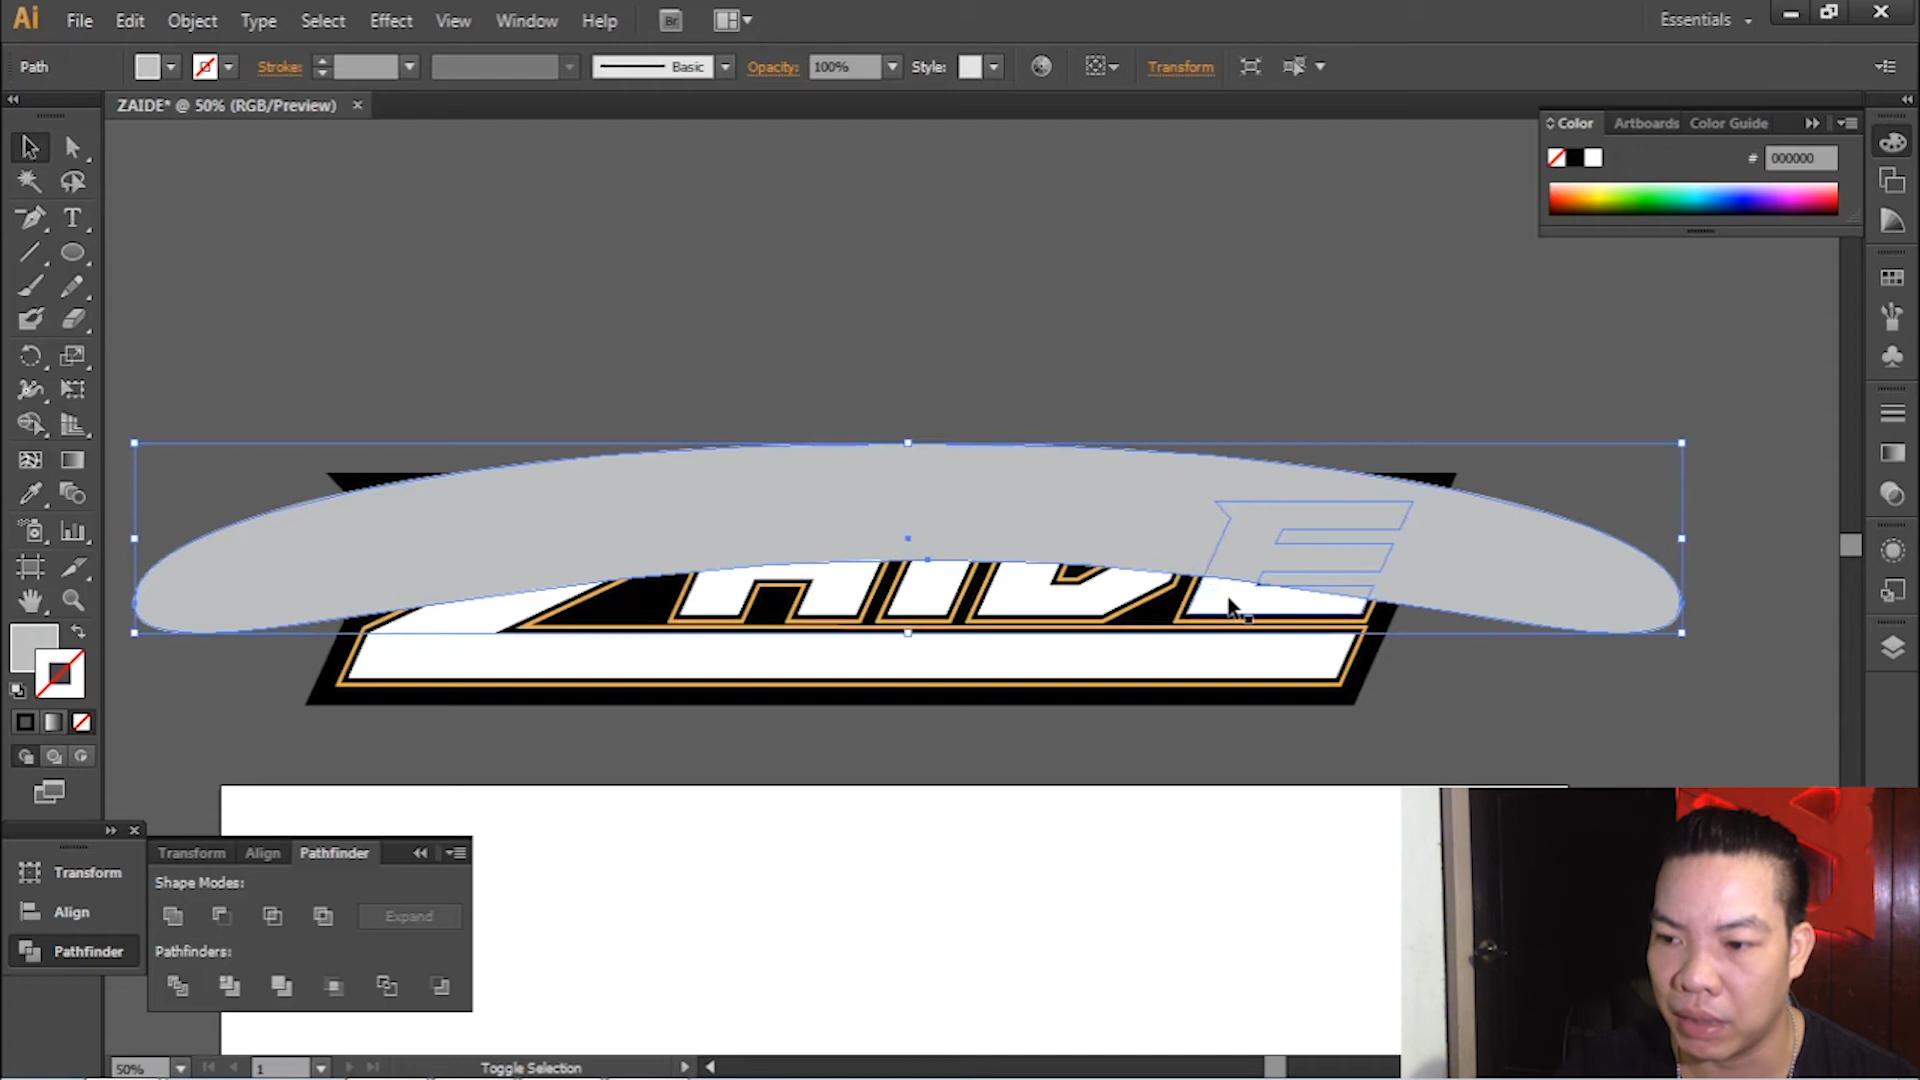 Ai File Edit Object Type Select Effect View Window Help Br Essentials
Path Stroke: Basic Opacity: 100% Style: Transform
ZAIDE* @ 50% (RGB/Preview) ×
Color Artboards Color Guide
# 000000
E
Transform Align Pathfinder
Transform
Shape Modes:
Align
Expand
Pathfinder
Pathfinders:
50% 1 Toggle Selection